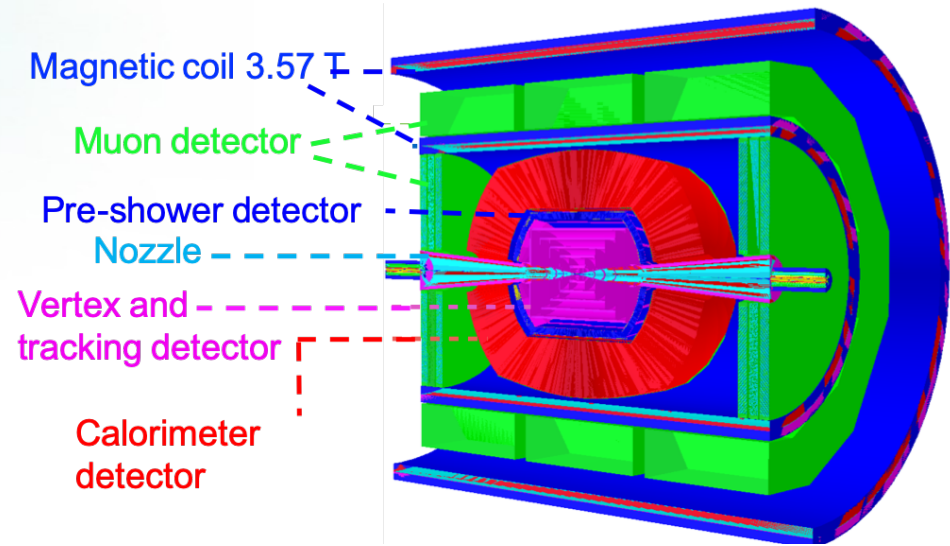 Magnetic coil 3.57 T
Muon detector
Pre-shower detector
Nozzle
Vertex and
tracking detector
Calorimeter
detector